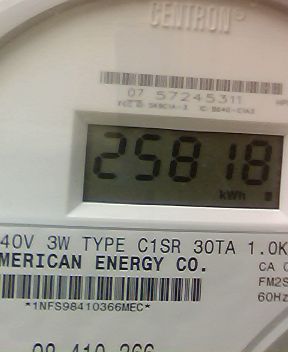 CENTRON
07 57245311
25818
kWh
40V 3W TYPE C1SR 30TA 1.0K
MERICAN ENERGY CO.
CA 0
FM2S
*1NFS98410366MEC*
60Hz